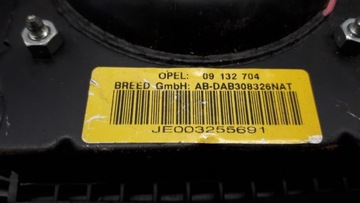 OPEL: 09 132 704
BREED GmbH: AB-DAB308326NAT
JE003255691